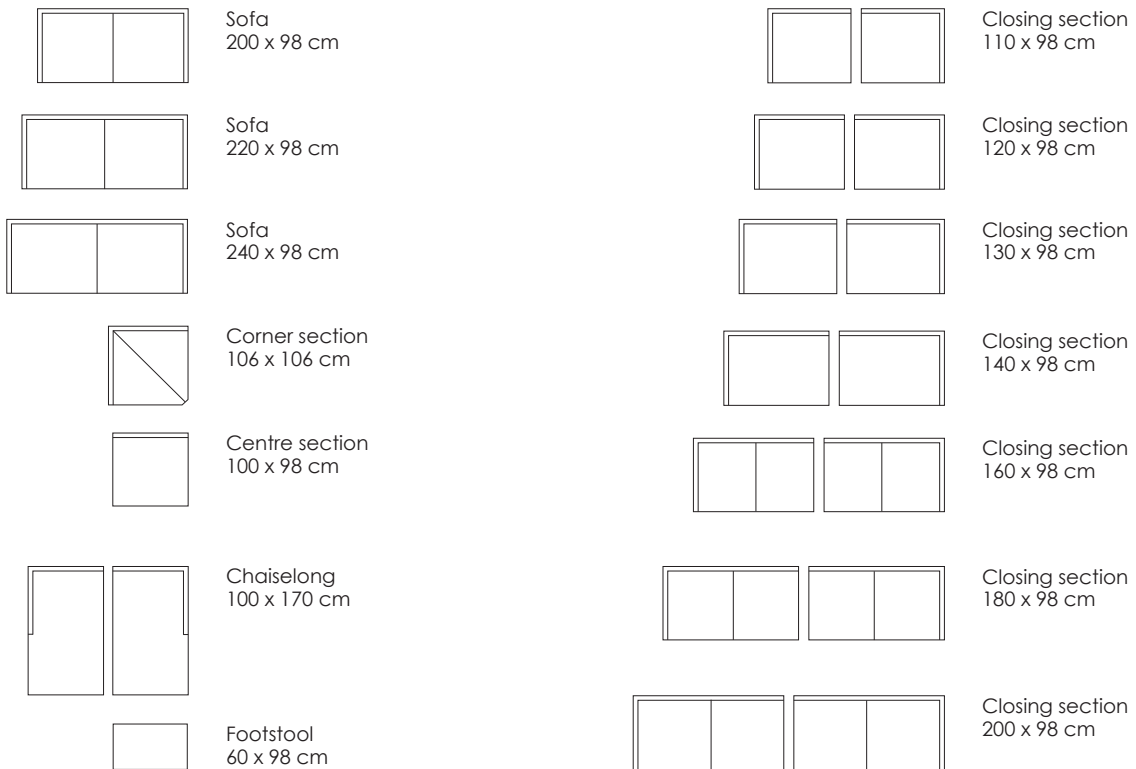 Sofa
200 x 98 cm
Sofa
220 x 98 cm
Sofa
240 x 98 cm
Corner section
106 x 106 cm
Centre section
100 x 98 cm
Chaiselong
100 x 170 cm
Footstool
60 x 98 cm
Closing section
110 x 98 cm
Closing section
120 x 98 cm
Closing section
130 x 98 cm
Closing section
140 x 98 cm
Closing section
160 x 98 cm
Closing section
180 x 98 cm
Closing section
200 x 98 cm